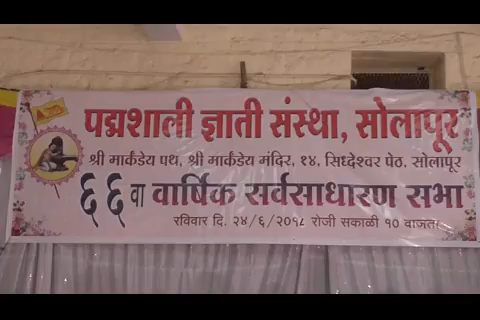 पद्मशाली ज्ञाती संस्था, सोलापूर
श्री मार्कंडेय पथ, श्री मार्कंडेय मंदिर, १४, सिध्देश्वर पेठ, सोलापूर
६६ वा वार्षिक सर्वसाधारण सभा
रविवार दि. २४/६/२०१८ रोजी सकाळी १० वाजता